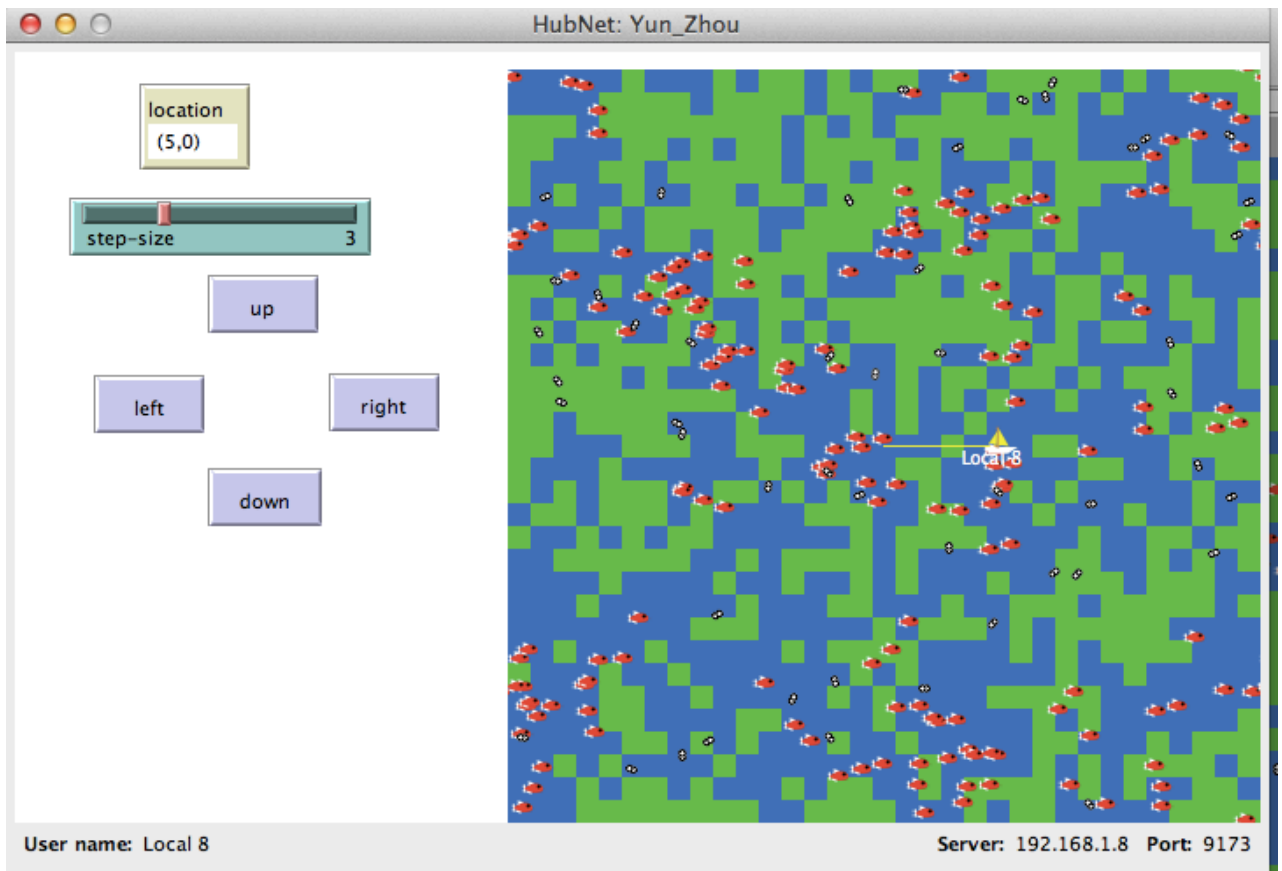 HubNet: Yun_Zhou
location
(5,0)
step-size 3
up
left
right
down
Local 8
User name: Local 8
Server: 192.168.1.8 Port: 9173